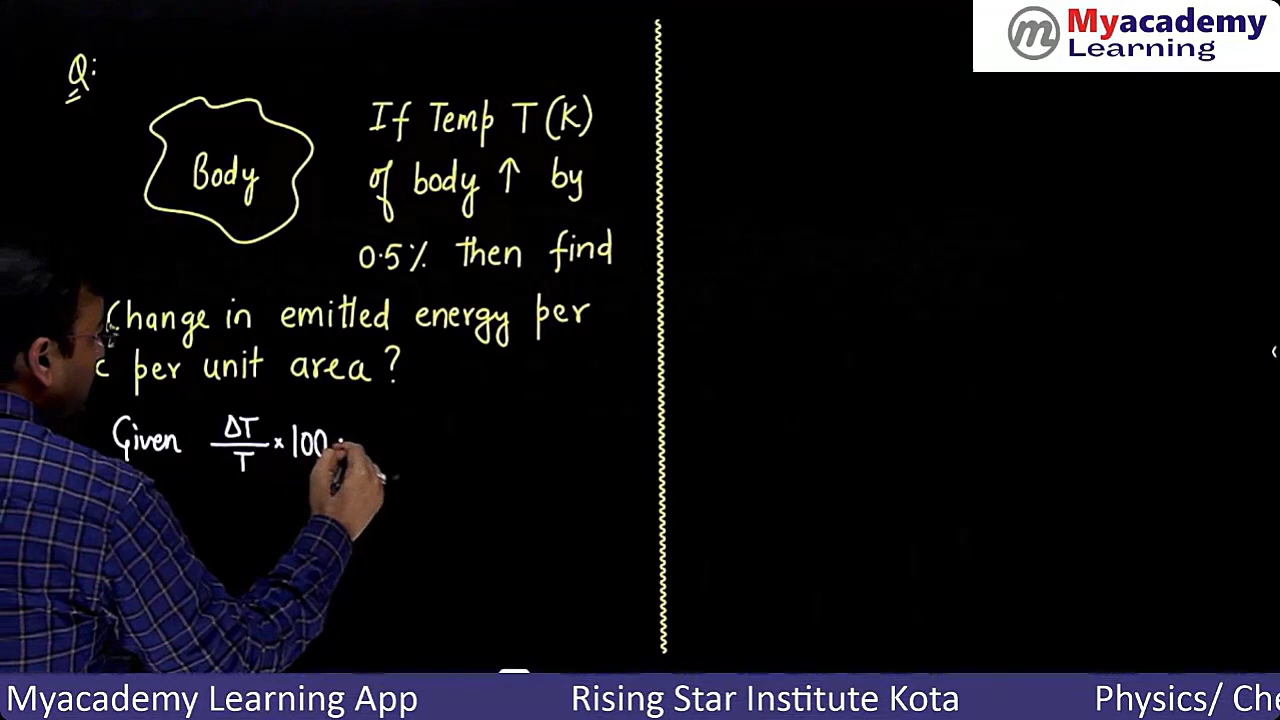 Myacademy
Learning
Q:
Body
If Temp T (K)
of body ↑ by
0.5% then find
Change in emitted energy per
per unit area?
Given ΔT/T × 100
Myacademy Learning App Rising Star Institute Kota Physics/ Che